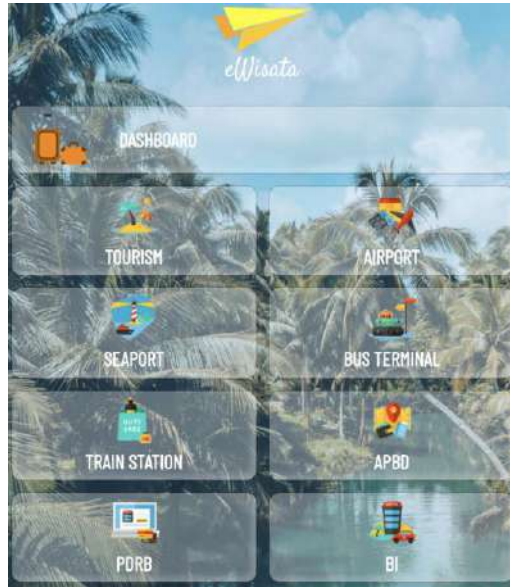 eWisata
DASHBOARD
TOURISM
AIRPORT
SEAPORT
BUS TERMINAL
TRAIN STATION
APBD
PDRB
BI